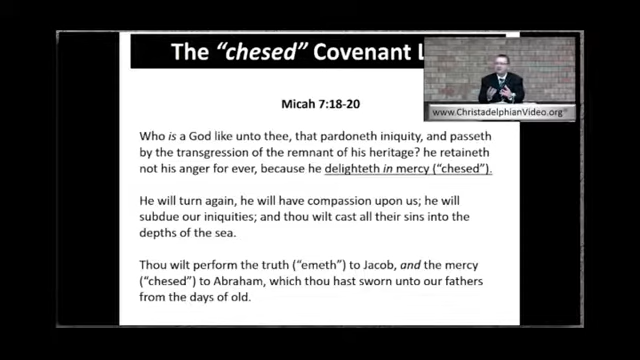 The “chesed” Covenant L
www.ChristadelphianVideo.org
Micah 7:18-20
Who is a God like unto thee, that pardoneth iniquity, and passeth
by the transgression of the remnant of his heritage? he retaineth
not his anger for ever, because he delighteth in mercy (“chesed”).
He will turn again, he will have compassion upon us; he will
subdue our iniquities; and thou wilt cast all their sins into the
depths of the sea.
Thou wilt perform the truth (“emeth”) to Jacob, and the mercy
(“chesed”) to Abraham, which thou hast sworn unto our fathers
from the days of old.